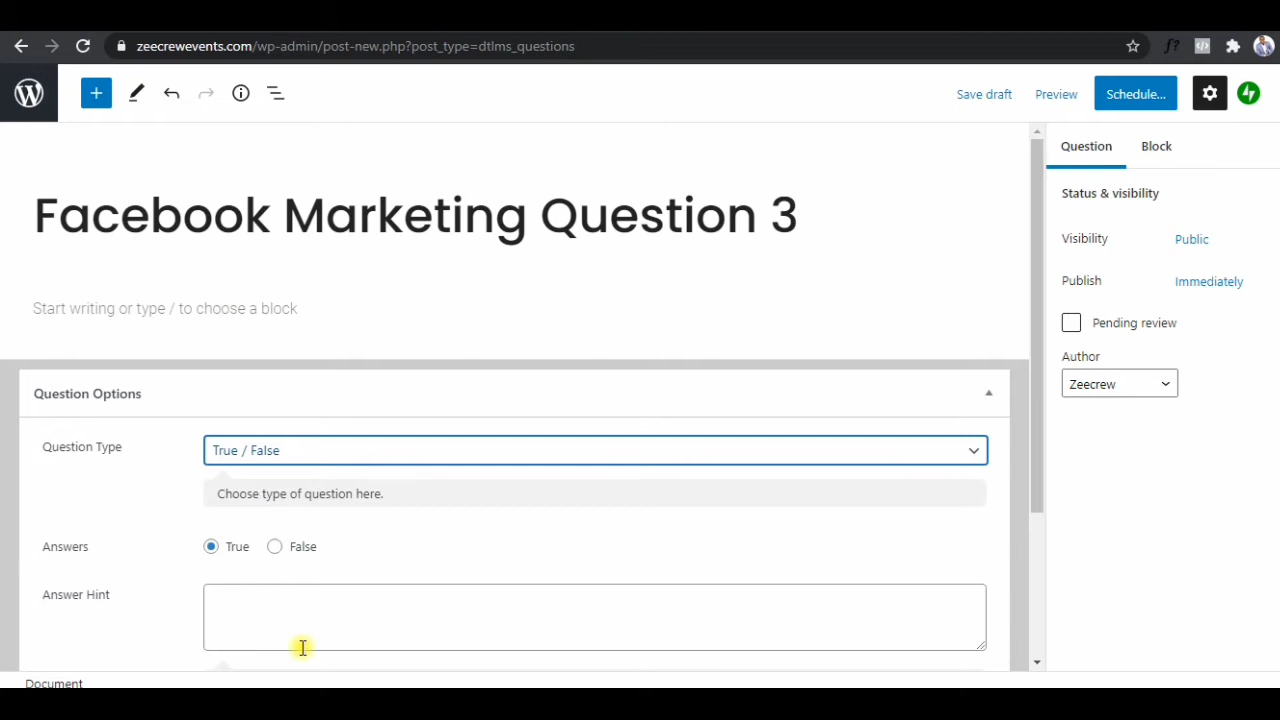 zeecrewevents.com/wp-admin/post-new.php?post_type=dtlms_questions
Save draft
Preview
Schedule...
Question
Block
Facebook Marketing Question 3
Status & visibility
Visibility
Public
Publish
Immediately
Start writing or type / to choose a block
Pending review
Author
Zeecrew
Question Options
Question Type
True / False
Choose type of question here.
Answers
True
False
Answer Hint
Document